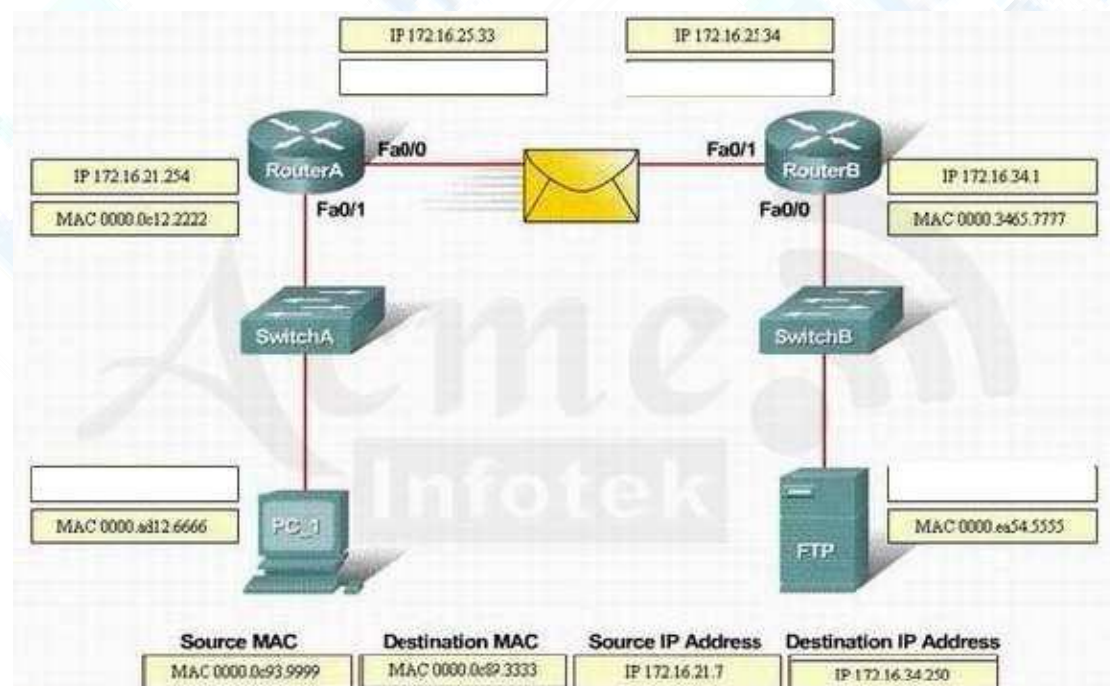 IP 172.16.25.33
IP 172.16.25.34
Fa0/0
Fa0/1
RouterA
RouterB
IP 172.16.21.254
IP 172.16.34.1
MAC 0000.0c12.2222
Fa0/1
Fa0/0
MAC 0000.3465.7777
SwitchA
SwitchB
Acme
Infotek
PC_1
FTP
MAC 0000.ad12.6666
MAC 0000.ea54.5555
Source MAC
Destination MAC
Source IP Address
Destination IP Address
MAC 0000.0c93.9999
MAC 0000.0c89.3333
IP 172.16.21.7
IP 172.16.34.250